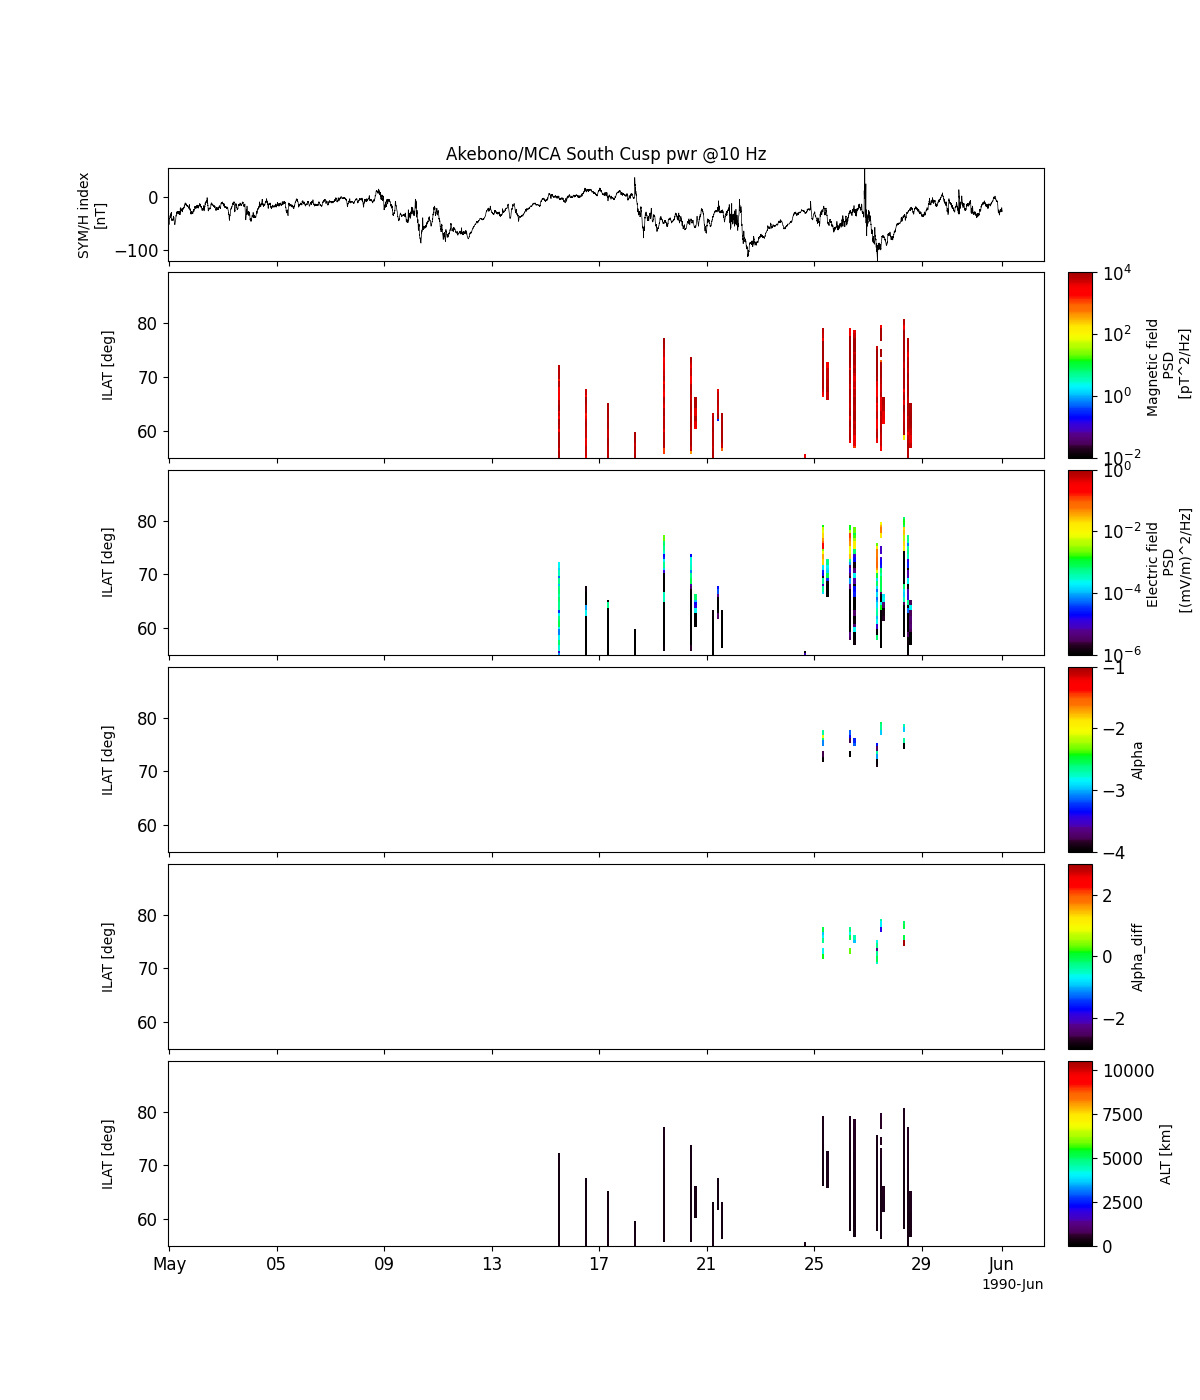 Akebono/MCA South Cusp pwr @10 Hz
SYM/H index
[nT]
0
−100
ILAT [deg]
80
70
60
10^4
10^2
10^0
10^−2
Magnetic field
PSD
[pT^2/Hz]
ILAT [deg]
80
70
60
10^0
10^−2
10^−4
10^−6
Electric field
PSD
[(mV/m)^2/Hz]
ILAT [deg]
80
70
60
−1
−2
−3
−4
Alpha
ILAT [deg]
80
70
60
2
0
−2
Alpha_diff
ILAT [deg]
80
70
60
10000
7500
5000
2500
0
ALT [km]
May 05 09 13 17 21 25 29 Jun
1990-Jun